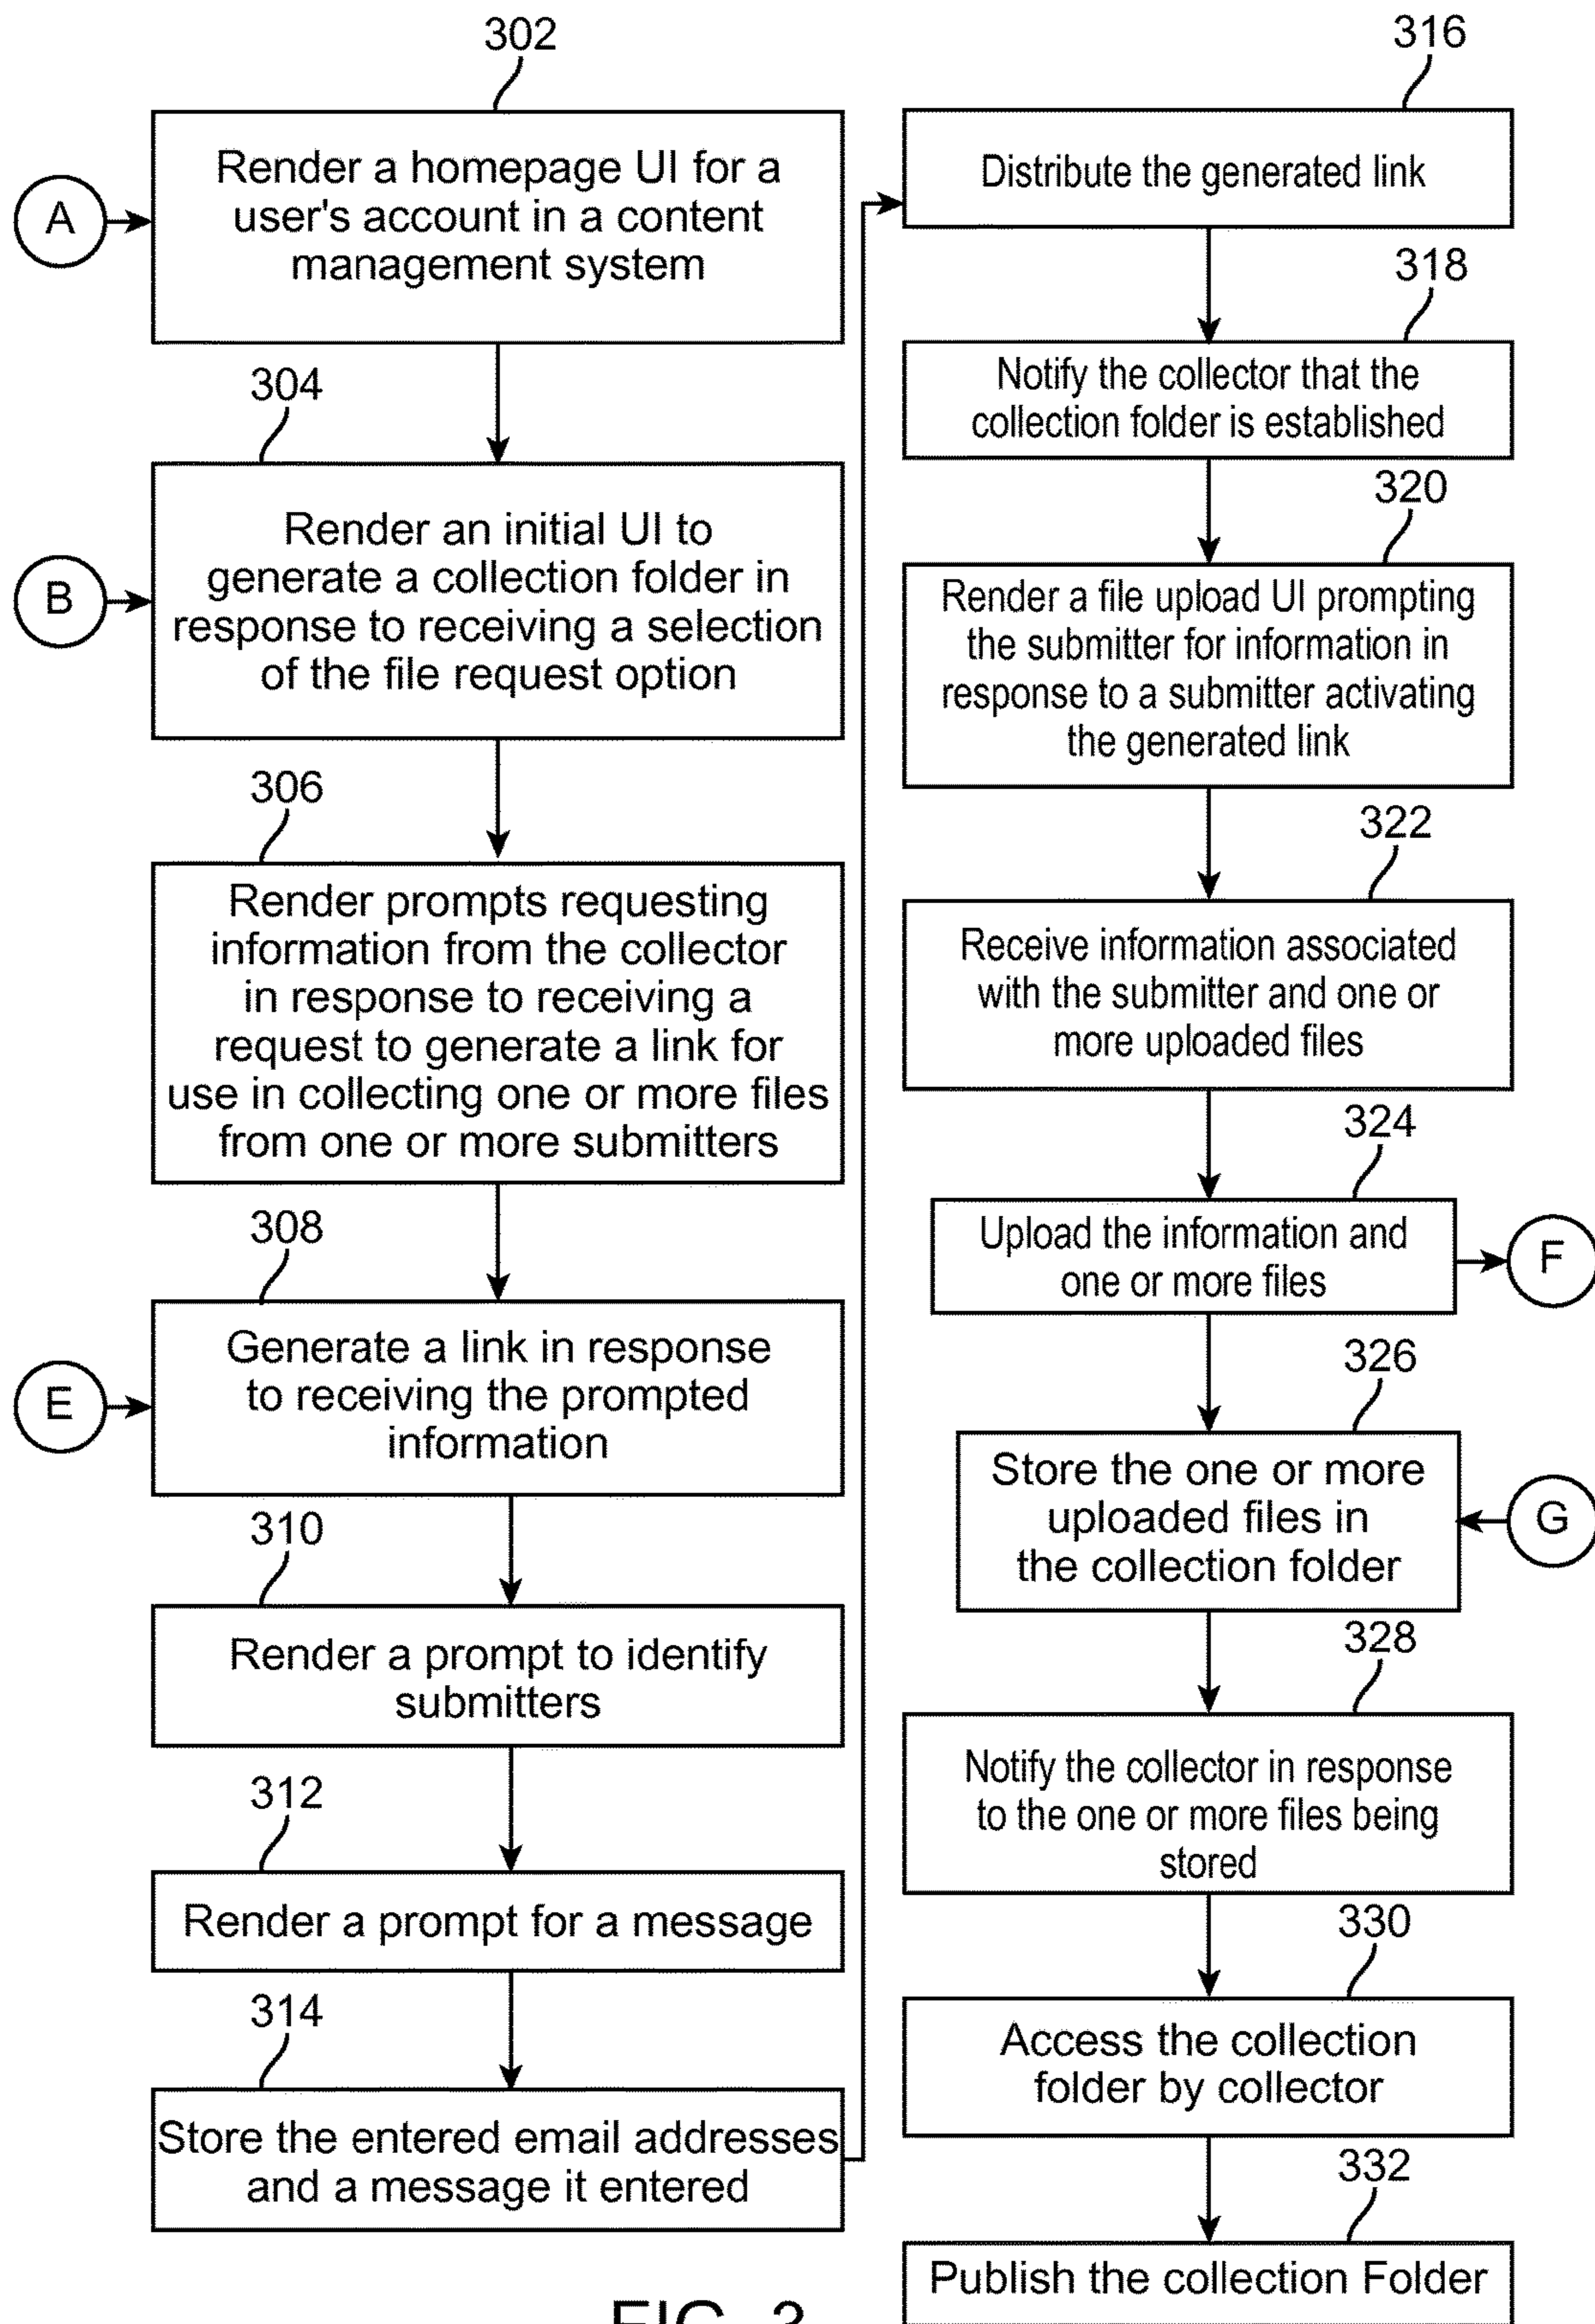 302
A
Render a homepage UI for a
user's account in a content
management system
304
B
Render an initial UI to
generate a collection folder in
response to receiving a selection
of the file request option
306
Render prompts requesting
information from the collector
in response to receiving a
request to generate a link for
use in collecting one or more files
from one or more submitters
308
E
Generate a link in response
to receiving the prompted
information
310
Render a prompt to identify
submitters
312
Render a prompt for a message
314
Store the entered email addresses
and a message it entered
316
Distribute the generated link
318
Notify the collector that the
collection folder is established
320
Render a file upload UI prompting
the submitter for information in
response to a submitter activating
the generated link
322
Receive information associated
with the submitter and one or
more uploaded files
324
Upload the information and
one or more files
F
326
Store the one or more
uploaded files in
the collection folder
G
328
Notify the collector in response
to the one or more files being
stored
330
Access the collection
folder by collector
332
Publish the collection Folder